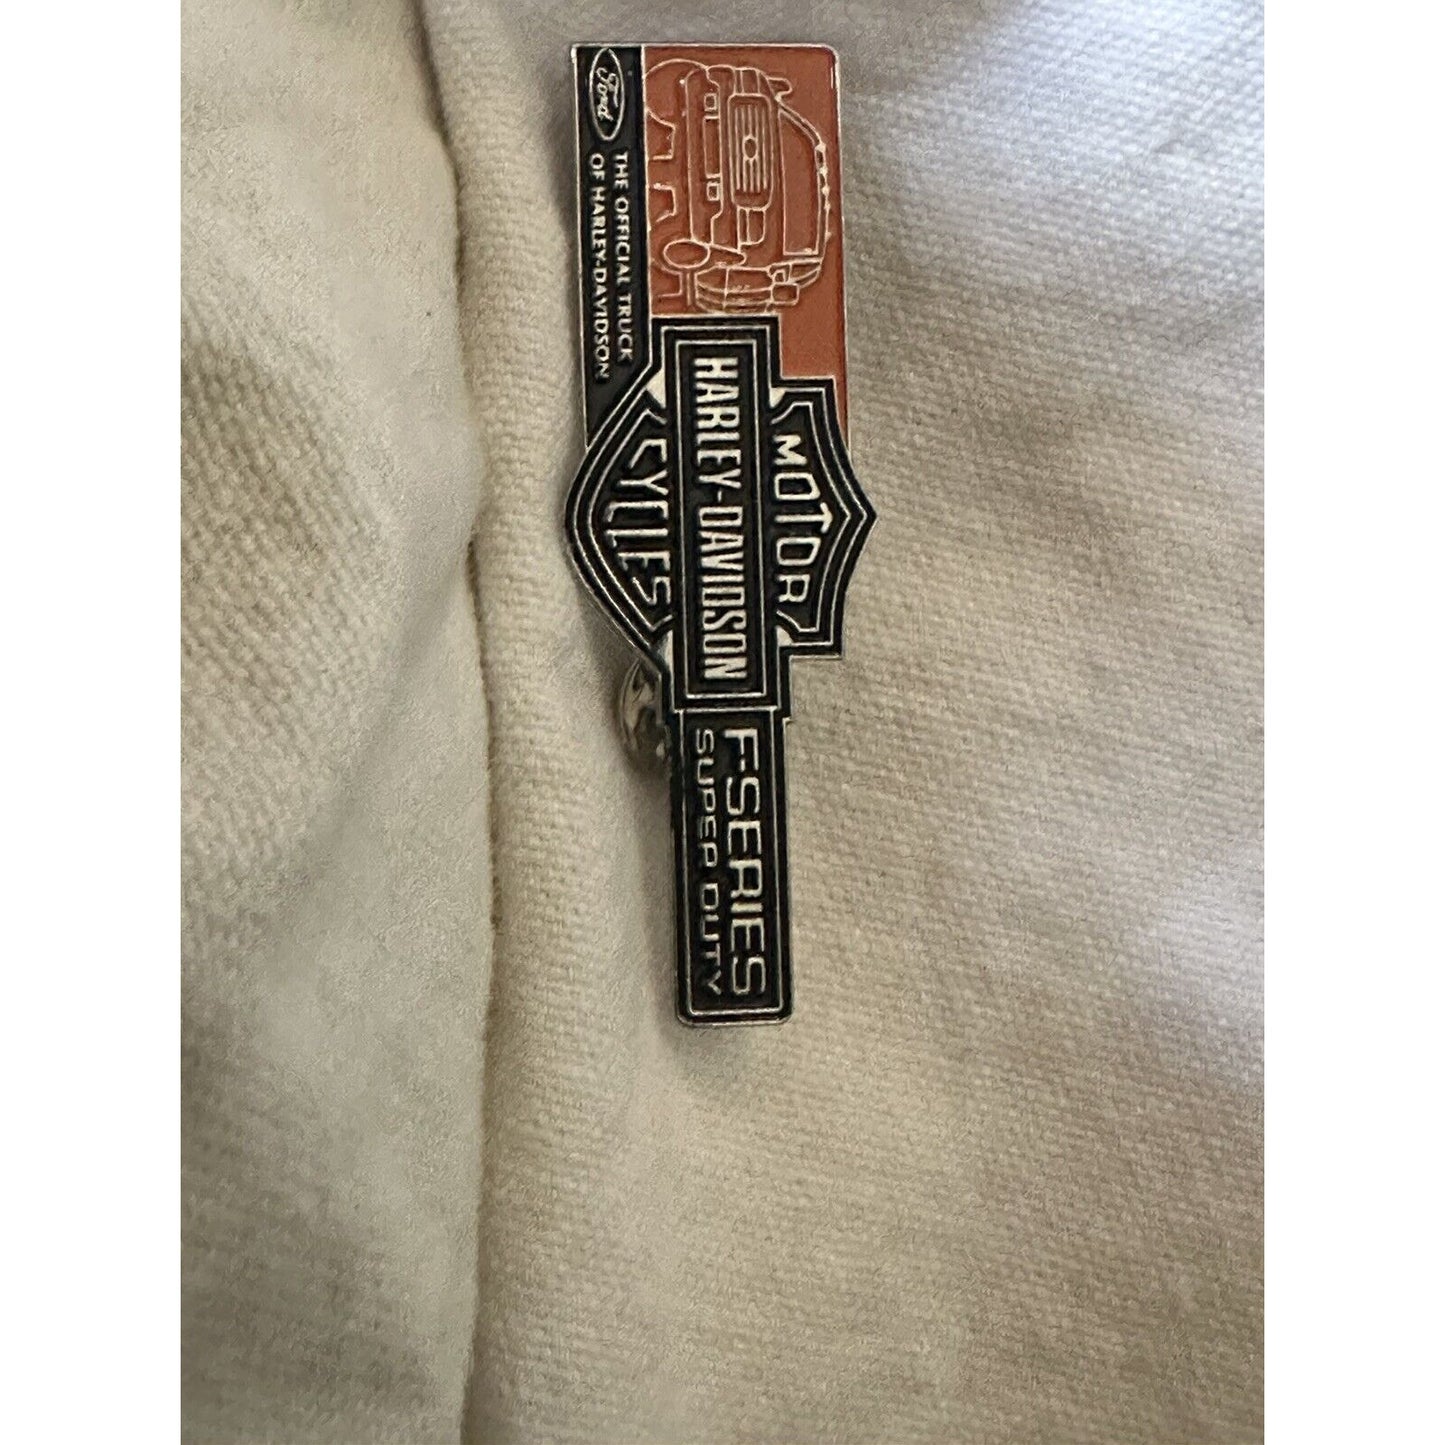 Ford
THE OFFICIAL TRUCK
OF HARLEY-DAVIDSON
MOTOR
HARLEY-DAVIDSON
CYCLES
F-SERIES
SUPER DUTY